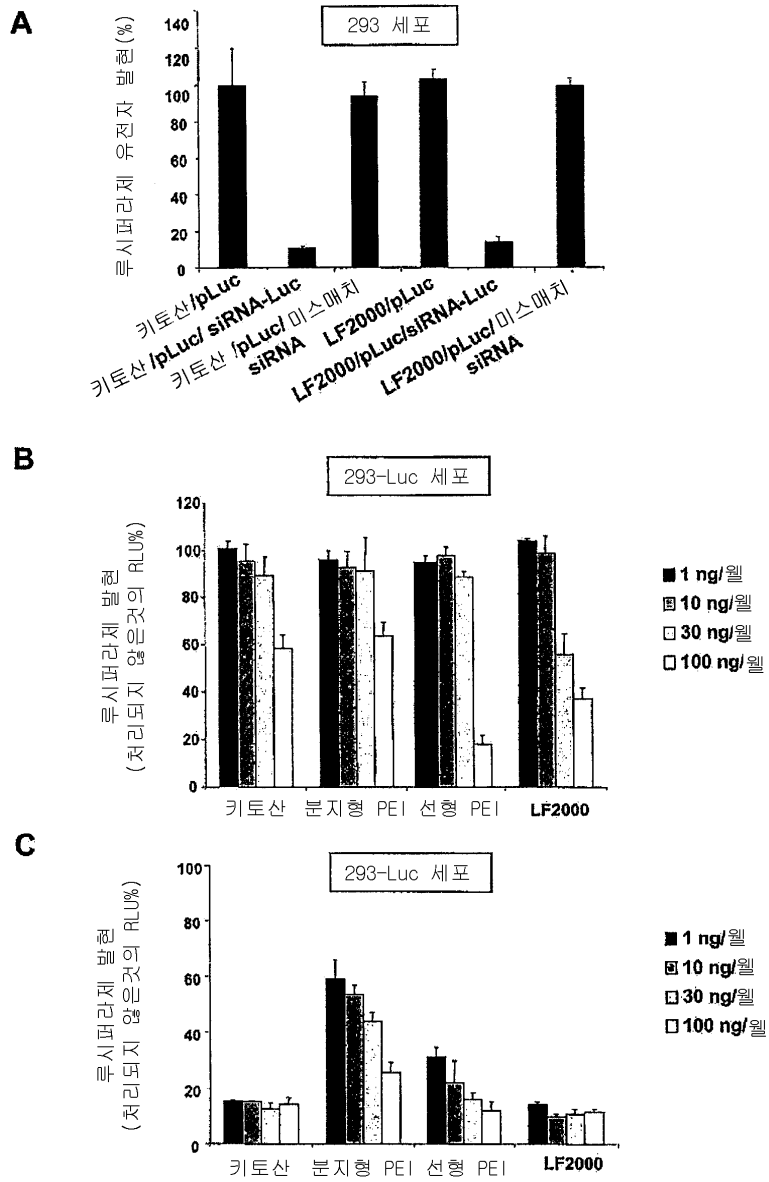 A
293 세포
루시퍼라제 유전자 발현(%)
140
120
100
80
60
40
20
0
키토산/pLuc
키토산/pLuc/ siRNA-Luc
키토산 /pLuc/ 미스매치
siRNA
LF2000/pLuc
LF2000/pLuc/siRNA-Luc
LF2000/pLuc/미스매치
siRNA
B
293-Luc 세포
루시퍼라제 발현
(처리되지 않은것의 RLU%)
120
100
80
60
40
20
0
키토산 분지형 PEI 선형 PEI LF2000
1 ng/웰
10 ng/웰
30 ng/웰
100 ng/웰
C
293-Luc 세포
루시퍼라제 발현
(처리되지 않은것의 RLU%)
100
80
60
40
20
0
키토산 분지형 PEI 선형 PEI LF2000
1 ng/웰
10 ng/웰
30 ng/웰
100 ng/웰